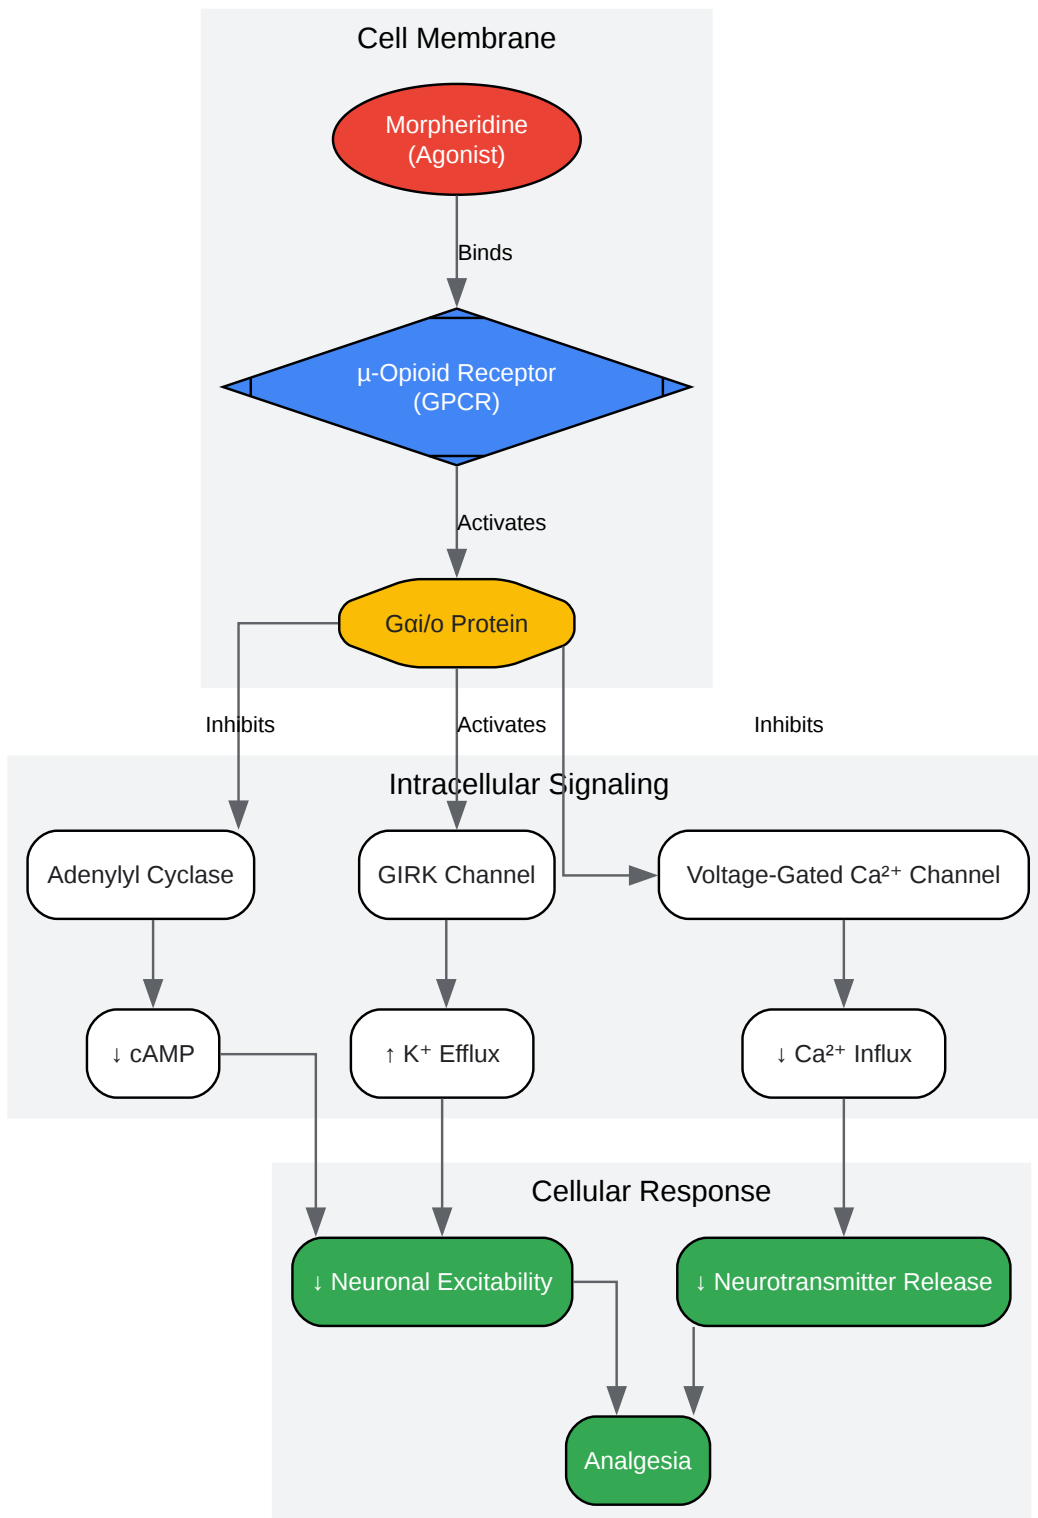 Cell Membrane
Morpheridine
(Agonist)
Binds
µ-Opioid Receptor
(GPCR)
Activates
Gαi/o Protein
Inhibits
Activates
Inhibits
Intracellular Signaling
Adenylyl Cyclase
GIRK Channel
Voltage-Gated Ca²⁺ Channel
↓ cAMP
↑ K⁺ Efflux
↓ Ca²⁺ Influx
Cellular Response
↓ Neuronal Excitability
↓ Neurotransmitter Release
Analgesia